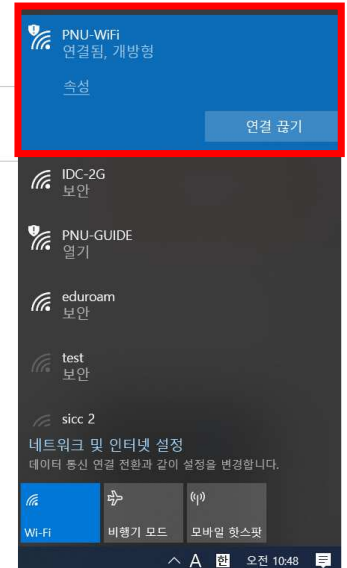 PNU-WiFi
연결됨, 개방형
속성
연결 끊기
IDC-2G
보안
PNU-GUIDE
열기
eduroam
보안
test
보안
sicc 2
네트워크 및 인터넷 설정
데이터 통신 연결 전환과 같이 설정을 변경합니다.
Wi-Fi
비행기 모드
모바일 핫스팟
A 한 오전 10:48